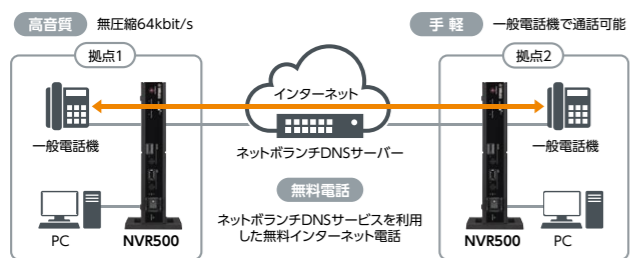 高音質 無圧縮64kbit/s
手軽 一般電話機で通話可能
拠点1
拠点2
インターネット
一般電話機
ネットボランチDNSサーバー
一般電話機
無料電話
ネットボランチDNSサービスを利用
した無料インターネット電話
PC
NVR500
NVR500
PC